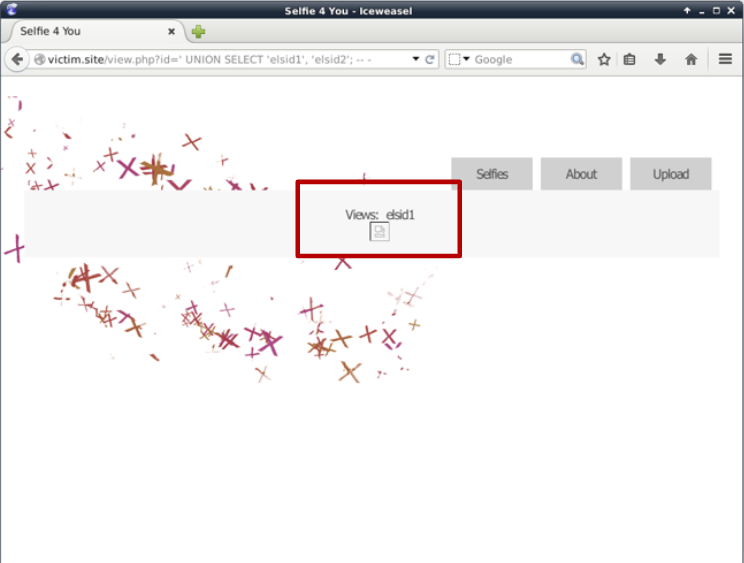 Selfie 4 You - Iceweasel
Selfie 4 You
victim.site/view.php?id=' UNION SELECT 'elsid1', 'elsid2'; -- -
Google
Selfies
About
Upload
Views: elsid1